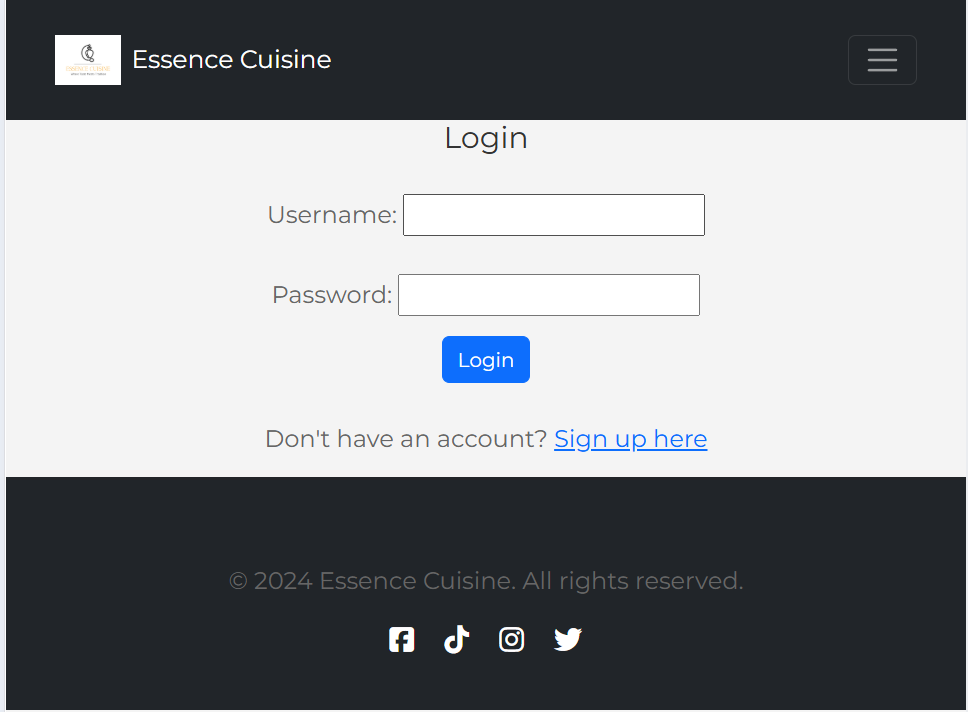 Essence Cuisine
Login
Username:
Password:
Login
Don't have an account? Sign up here
© 2024 Essence Cuisine. All rights reserved.